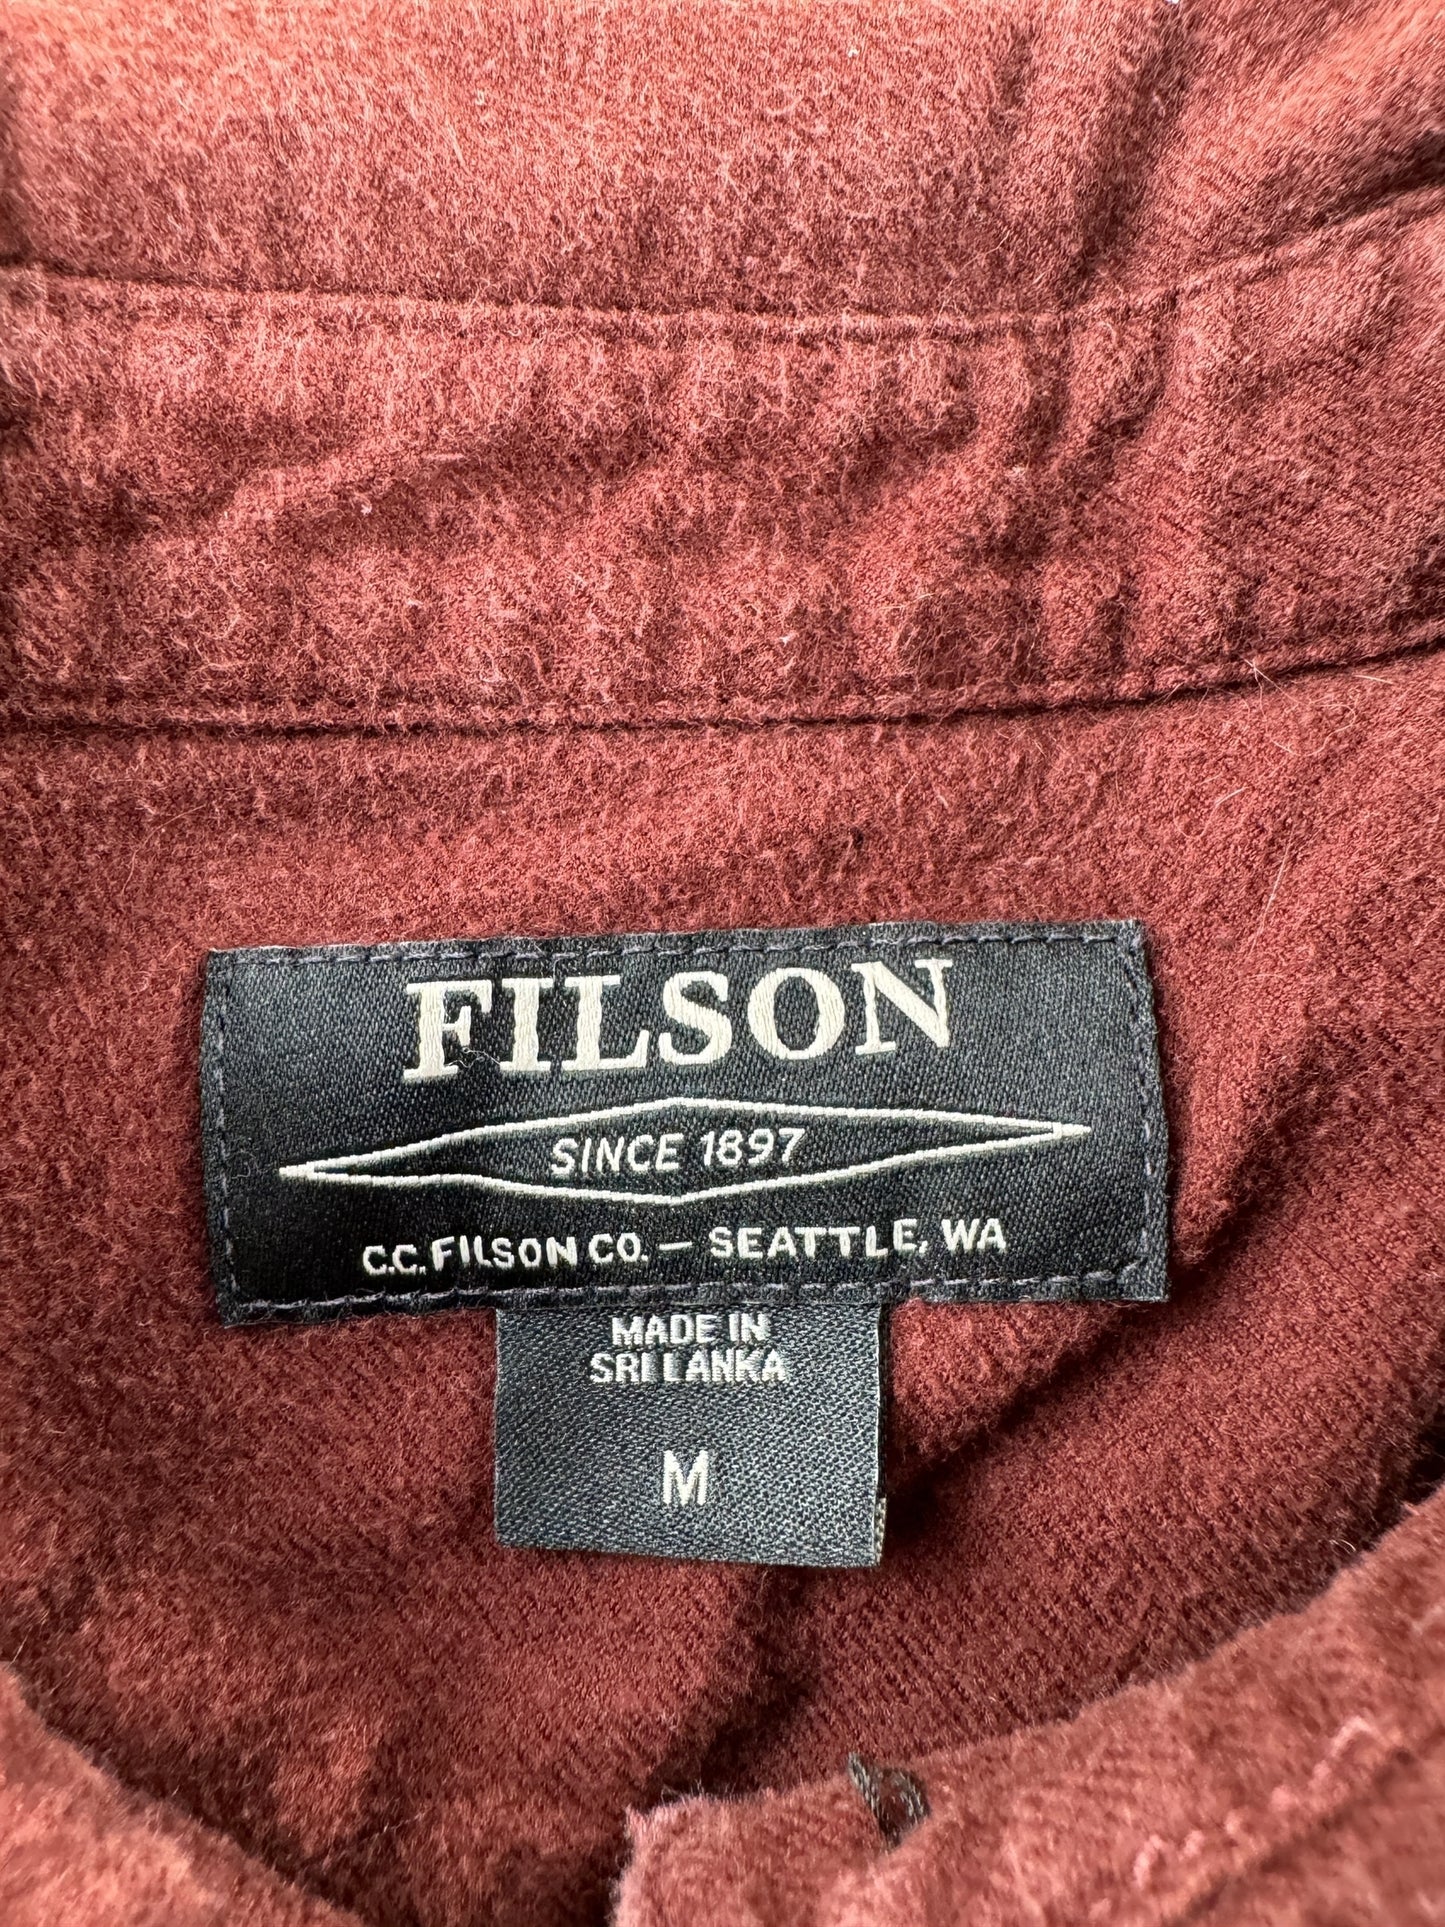 FILSON
SINCE 1897
C.C. FILSON CO. — SEATTLE, WA
MADE IN
SRI LANKA
M